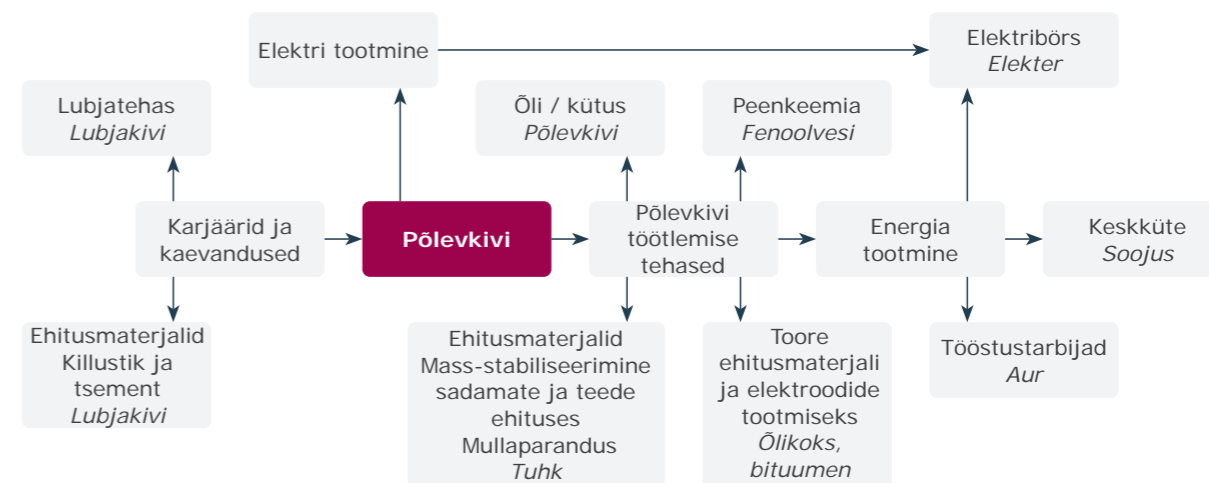 Elektri tootmine
Elektribörs
Elekter
Lubjatehas
Lubjakivi
Õli / kütus
Põlevkivi
Peenkeemia
Fenoolvesi
Karjäärid ja
kaevandused
Põlevkivi
Põlevkivi
töötlemise
tehased
Energia
tootmine
Keskküte
Soojus
Ehitusmaterjalid
Killustik ja
tsement
Lubjakivi
Ehitusmaterjalid
Mass-stabiliseerimine
sadamate ja teede
ehituses
Mullaparandus
Tuhk
Toore
ehitusmaterjali
ja elektroodide
tootmiseks
Õlikoks,
bituumen
Tööstustarbijad
Aur